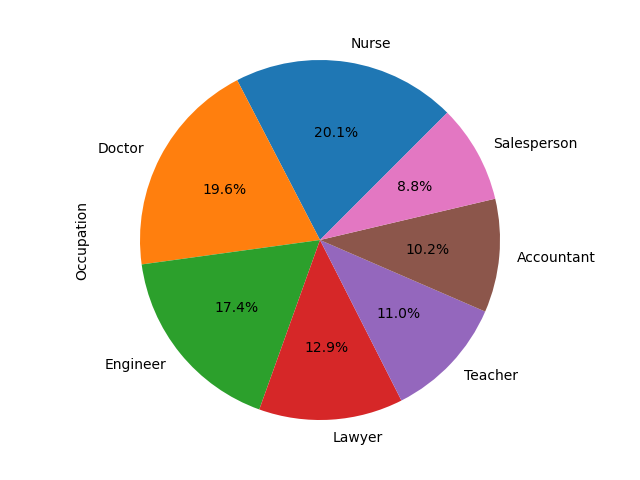 Nurse
20.1%
Salesperson
8.8%
Doctor
19.6%
Occupation
10.2%
Accountant
17.4%
11.0%
12.9%
Engineer
Teacher
Lawyer